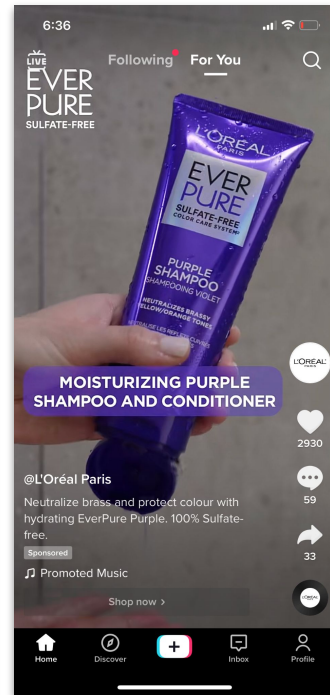 6:36
LIVE
Following
For You
EVER
PURE
SULFATE-FREE
L'ORÉAL
PARIS
EVER
PURE
SULFATE-FREE
COLOR CARE SYSTEM
PURPLE
SHAMPOO
SHAMPOOING VIOLET
NEUTRALIZES BRASSY
YELLOW/ORANGE TONES
MOISTURIZING PURPLE
SHAMPOO AND CONDITIONER
L'ORÉAL
PARIS
2930
59
33
@L'Oréal Paris
Neutralize brass and protect colour with
hydrating EverPure Purple. 100% Sulfate-
free.
Sponsored
Promoted Music
L'ORÉAL
Shop now >
Home
Discover
Inbox
Profile